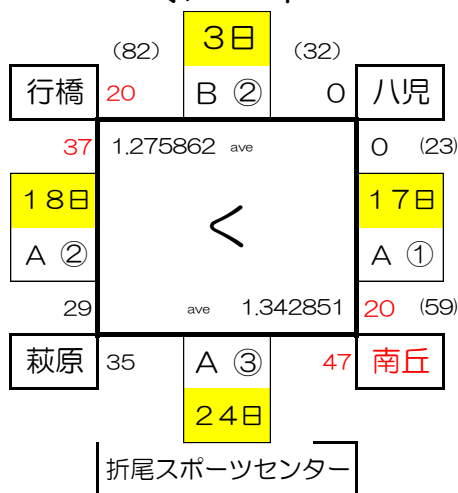 (82) 3日 (32)
行橋 20 B ② 0 八児
37 1.275862 ave 0 (23)
18日 く 17日
A ② A ①
29 ave 1.342851 20 (59)
萩原 35 A ③ 47 南丘
24日
折尾スポーツセンター